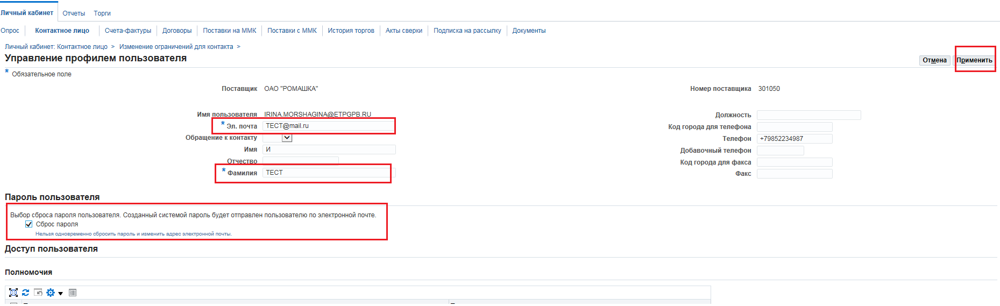 Личный кабинет Отчеты Торги
Опрос Контактное лицо Счета-фактуры Договоры Поставки на ММК Поставки с ММК История торгов Акты сверки Подписка на рассылку Документы
Личный кабинет: Контактное лицо > Изменение ограничений для контакта >
Управление профилем пользователя
Отмена Применить
* Обязательное поле
Поставщик ОАО "РОМАШКА"
Номер поставщика 301050
Имя пользователя IRINA.MORSHAGINA@ETPGPB.RU
* Эл. почта ТЕСТ@mail.ru
Обращение к контакту
Имя И
Отчество
* Фамилия ТЕСТ
Должность
Код города для телефона
Телефон +79852234987
Добавочный телефон
Код города для факса
Факс
Пароль пользователя
Выбор сброса пароля пользователя. Созданный системой пароль будет отправлен пользователю по электронной почте.
Сброс пароля
Нельзя одновременно сбросить пароль и изменить адрес электронной почты.
Доступ пользователя
Полномочия